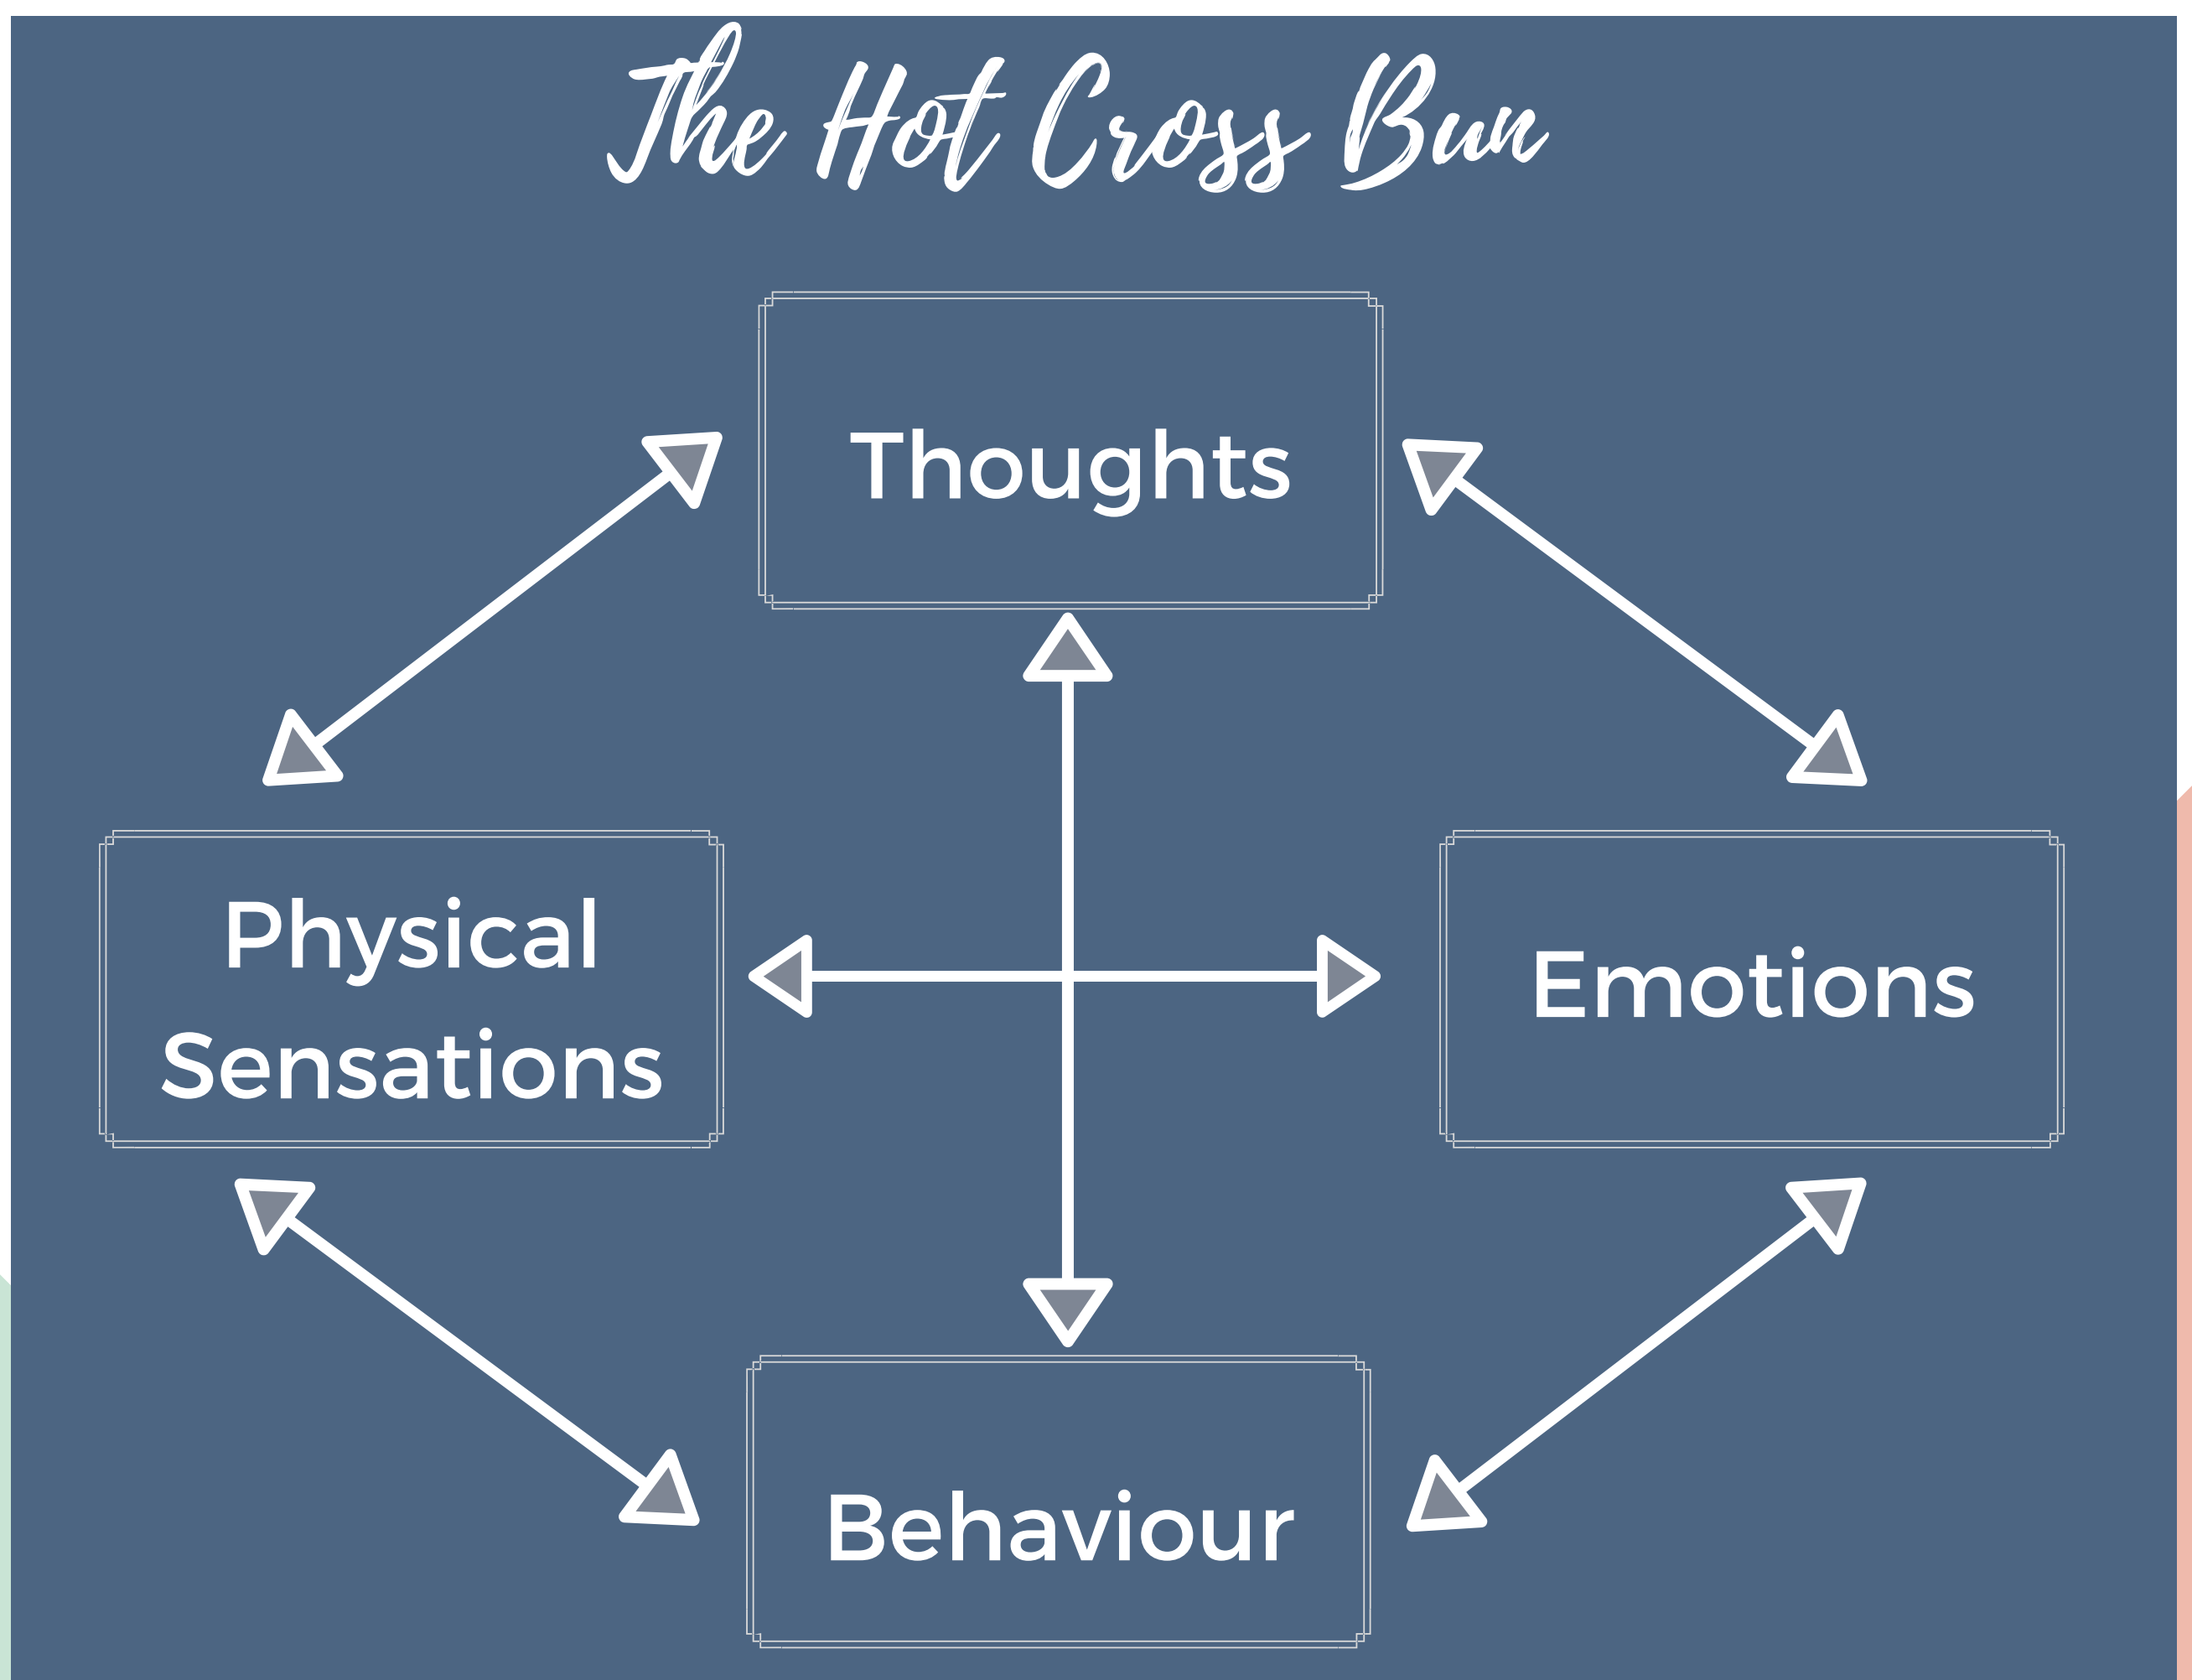 The Hot Cross Bun
Thoughts
Physical
Sensations
Emotions
Behaviour